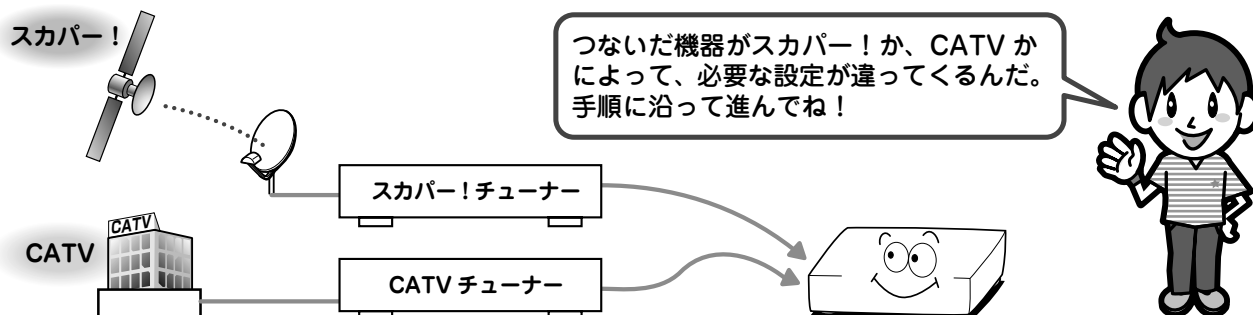 スカパー!
つないだ機器がスカパー!か、CATV か
によって、必要な設定が違ってくるんだ。
手順に沿って進んでね!
スカパー!チューナー
CATV
CATV
CATV チューナー